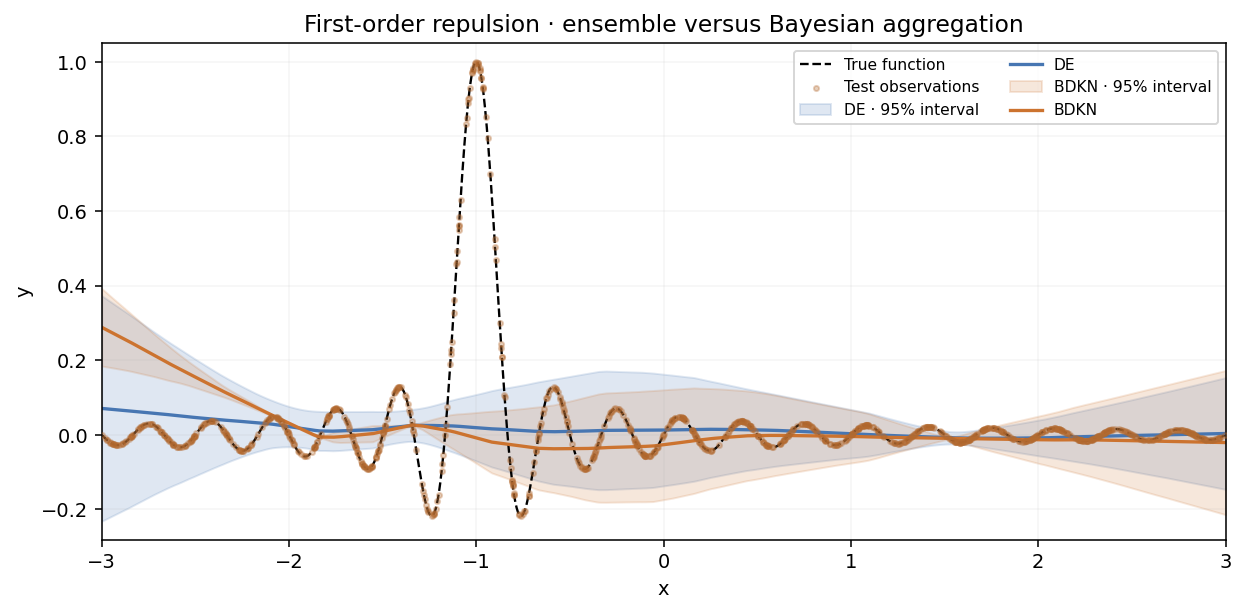 First-order repulsion · ensemble versus Bayesian aggregation
True function
Test observations
DE · 95% interval
DE
BDKN · 95% interval
BDKN
1.0
0.8
0.6
0.4
0.2
0.0
−0.2
y
−3
−2
−1
0
1
2
3
x